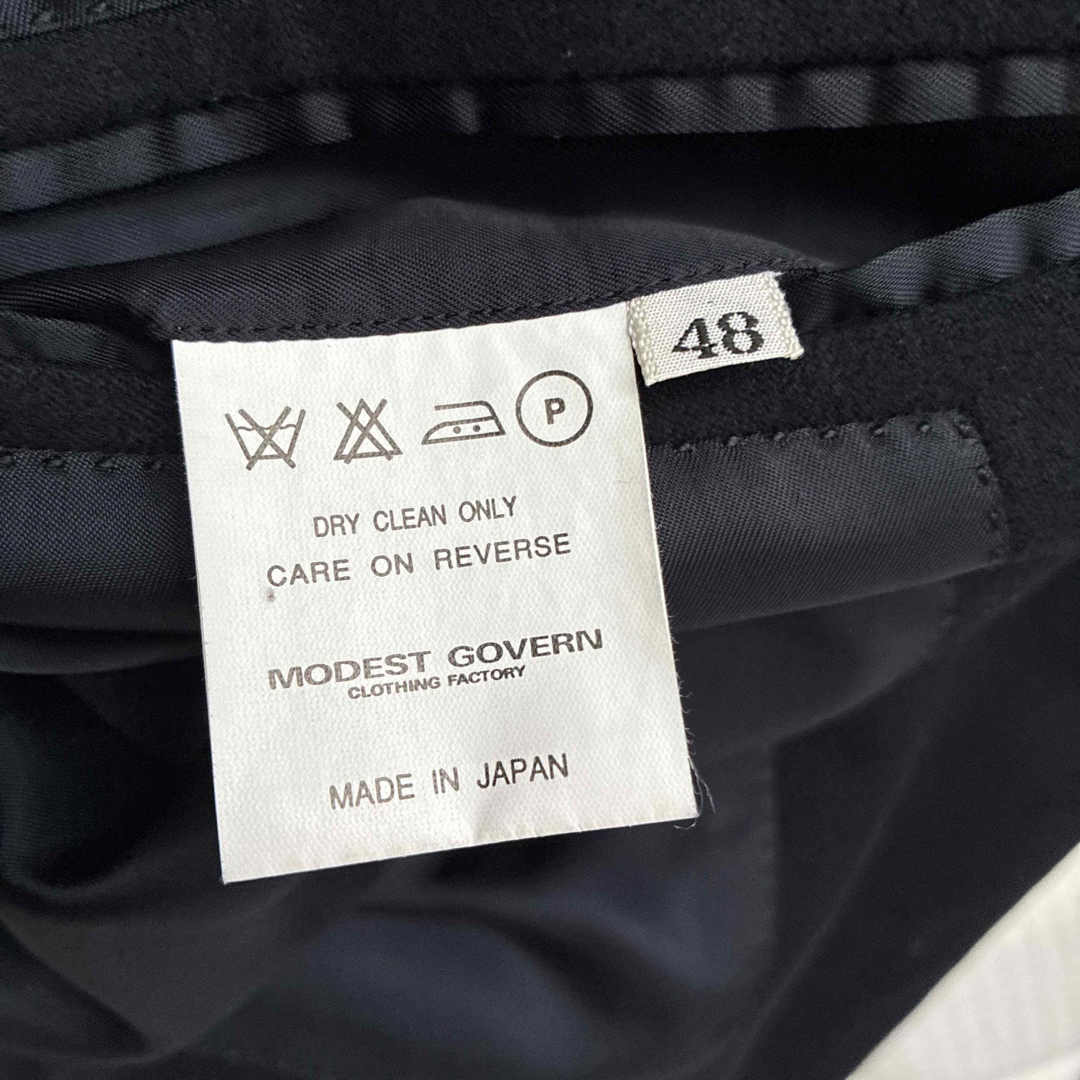 48
P
DRY CLEAN ONLY
CARE ON REVERSE
MODEST GOVERN
CLOTHING FACTORY
MADE IN JAPAN